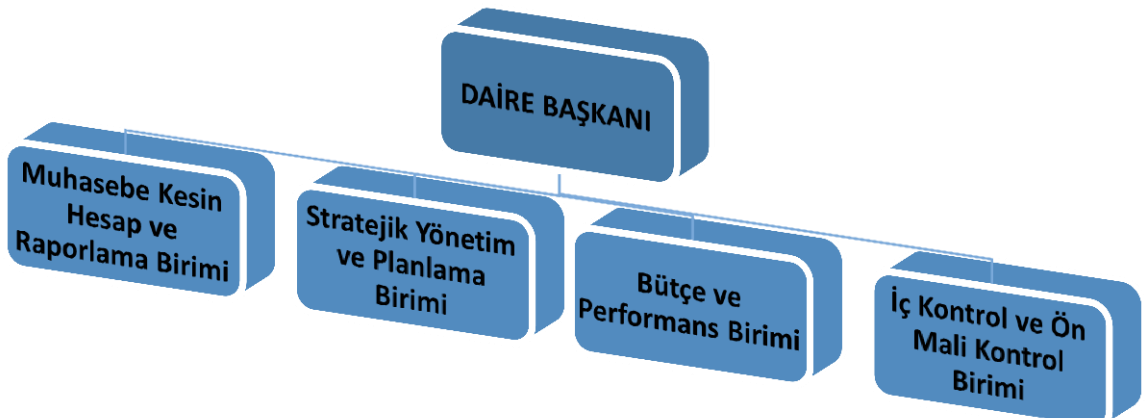 DAİRE BAŞKANI
Muhasebe Kesin
Hesap ve
Raporlama Birimi
Stratejik Yönetim
ve Planlama
Birimi
Bütçe ve
Performans Birimi
İç Kontrol ve Ön
Mali Kontrol
Birimi